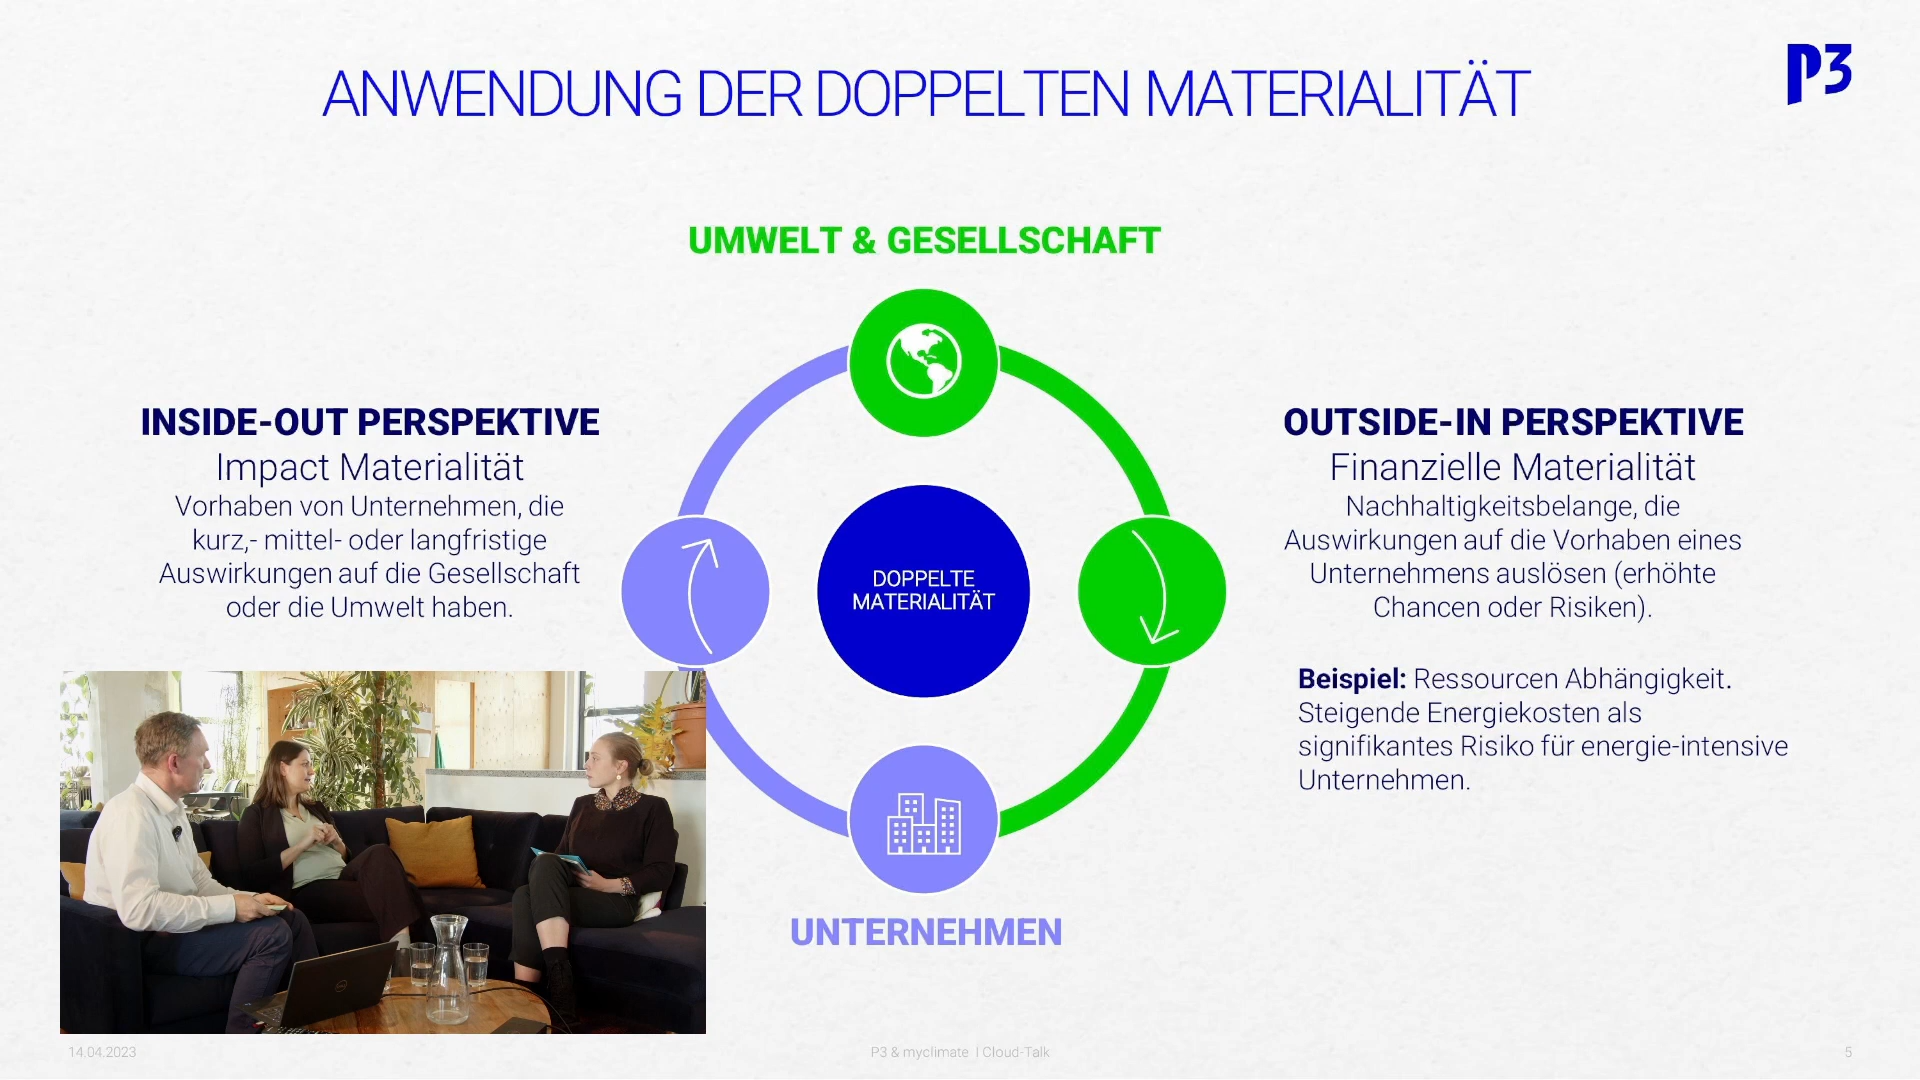 ANWENDUNG DER DOPPELTEN MATERIALITÄT
P3
UMWELT & GESELLSCHAFT
INSIDE-OUT PERSPEKTIVE
Impact Materialität
Vorhaben von Unternehmen, die
kurz,- mittel- oder langfristige
Auswirkungen auf die Gesellschaft
oder die Umwelt haben.
DOPPELTE
MATERIALITÄT
OUTSIDE-IN PERSPEKTIVE
Finanzielle Materialität
Nachhaltigkeitsbelange, die
Auswirkungen auf die Vorhaben eines
Unternehmens auslösen (erhöhte
Chancen oder Risiken).
Beispiel: Ressourcen Abhängigkeit.
Steigende Energiekosten als
signifikantes Risiko für energie-intensive
Unternehmen.
UNTERNEHMEN
14.04.2023
P3 & myclimate I Cloud-Talk
5